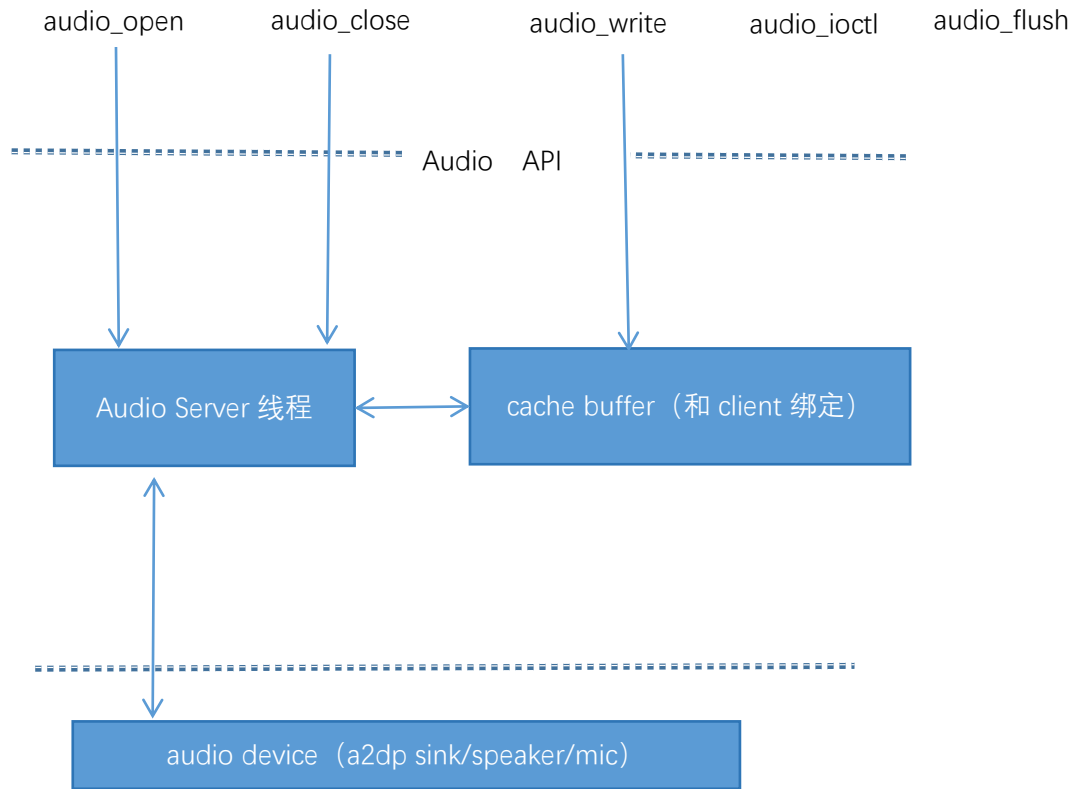 audio_open audio_close audio_write audio_ioctl audio_flush
Audio API
Audio Server 线程
cache buffer（和 client 绑定）
audio device（a2dp sink/speaker/mic）